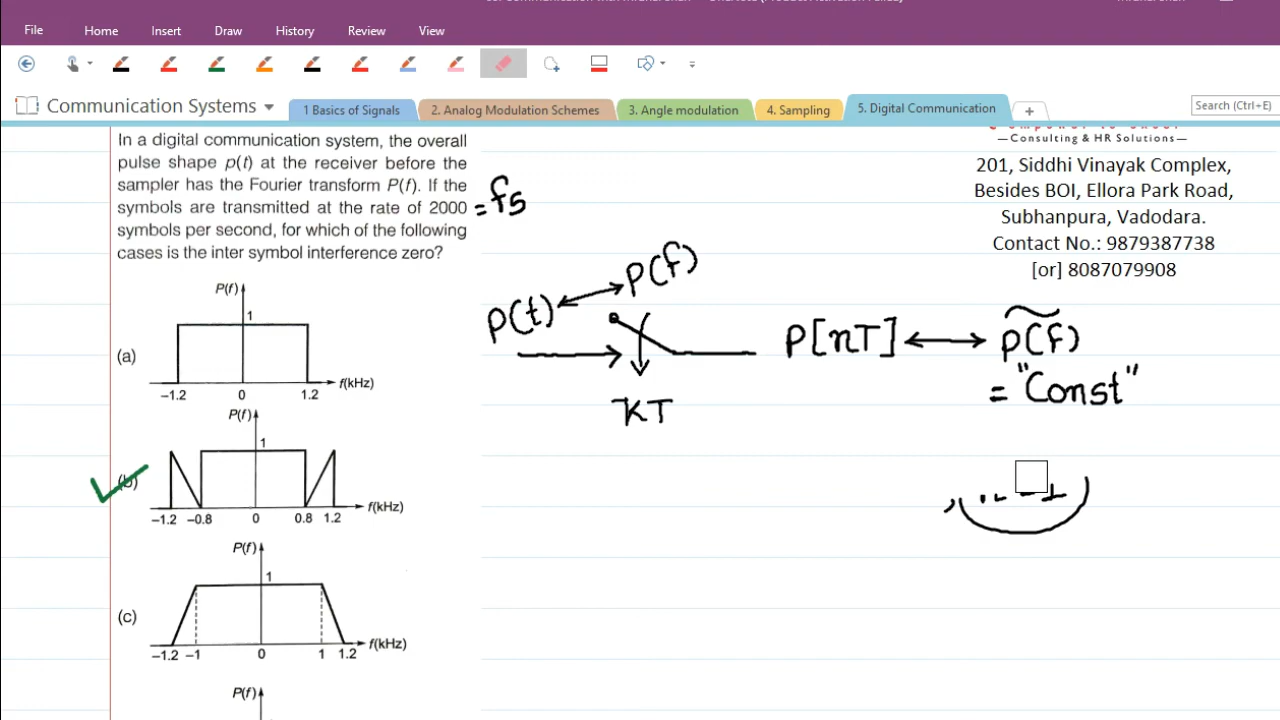 File Home Insert Draw History Review View
Communication Systems 1 Basics of Signals 2. Analog Modulation Schemes 3. Angle modulation 4. Sampling 5. Digital Communication + Search (Ctrl+E)
In a digital communication system, the overall
pulse shape p(t) at the receiver before the
sampler has the Fourier transform P(f). If the
symbols are transmitted at the rate of 2000
symbols per second, for which of the following
cases is the inter symbol interference zero?
= fs
—Consulting & HR Solutions—
201, Siddhi Vinayak Complex,
Besides BOI, Ellora Park Road,
Subhanpura, Vadodara.
Contact No.: 9879387738
[or] 8087079908
P(f)
1
(a)
-1.2 0 1.2 f(kHz)
P(f)
1
(b)
-1.2 -0.8 0 0.8 1.2 f(kHz)
P(f)
1
(c)
-1.2 -1 0 1 1.2 f(kHz)
P(f)
P(t) P(f)
KT
P[nT] P(f)
= "Const"